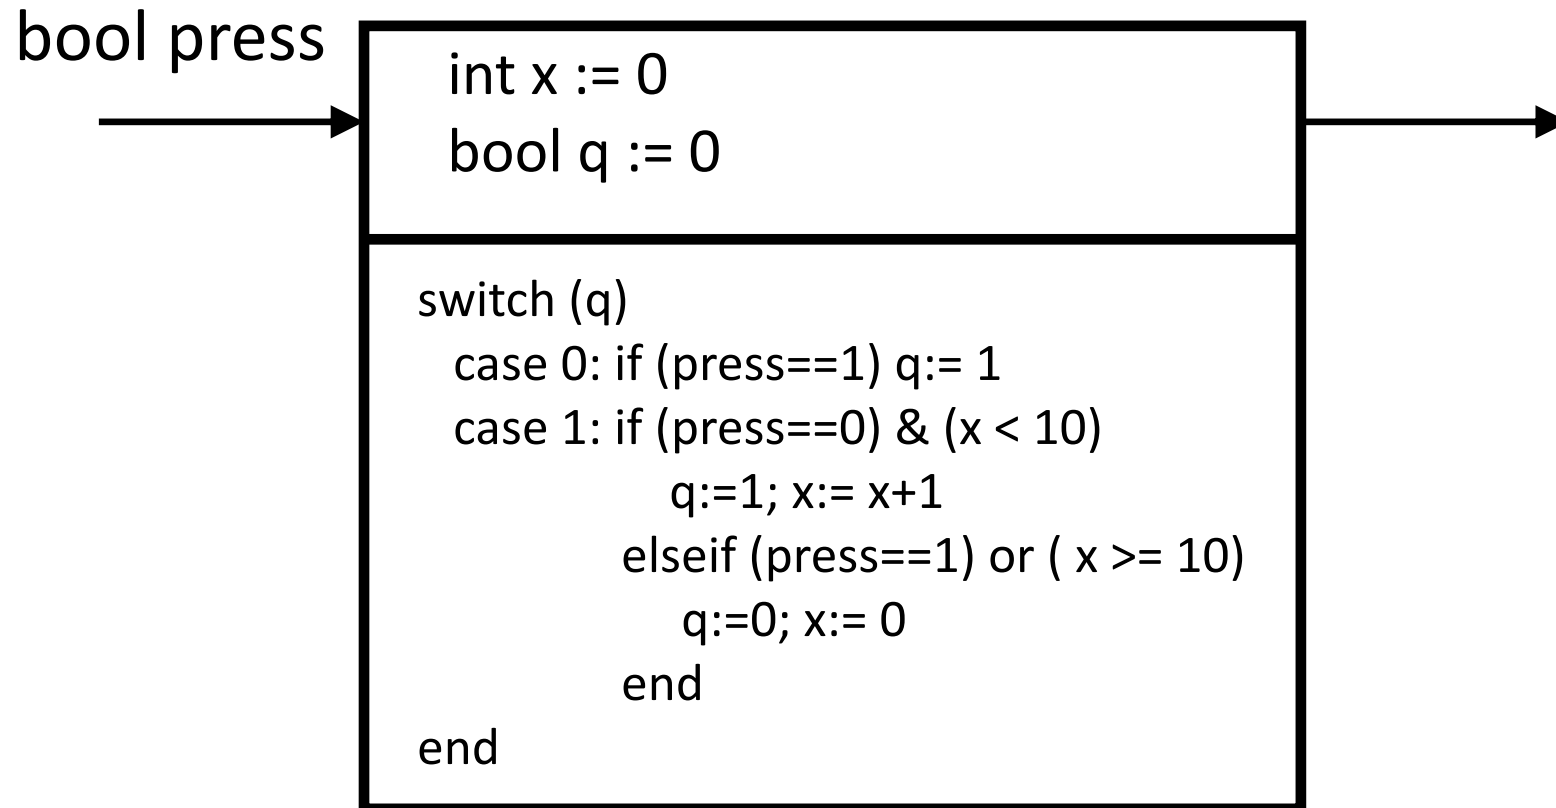 bool press
int x := 0
bool q := 0
switch (q)
case 0: if (press==1) q:= 1
case 1: if (press==0) & (x < 10)
q:=1; x:= x+1
elseif (press==1) or ( x >= 10)
q:=0; x:= 0
end
end